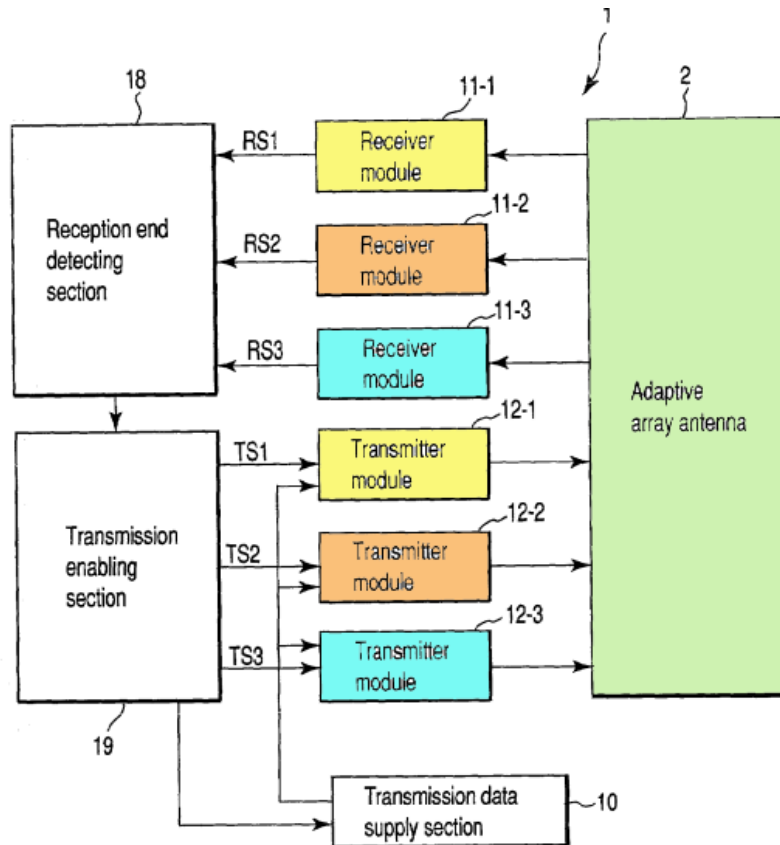 1
18
11-1
2
RS1
Receiver
module
11-2
Reception end
detecting
section
RS2
Receiver
module
11-3
RS3
Receiver
module
Adaptive
array antenna
12-1
TS1
Transmitter
module
12-2
Transmission
enabling
section
TS2
Transmitter
module
12-3
TS3
Transmitter
module
19
Transmission data
supply section
10